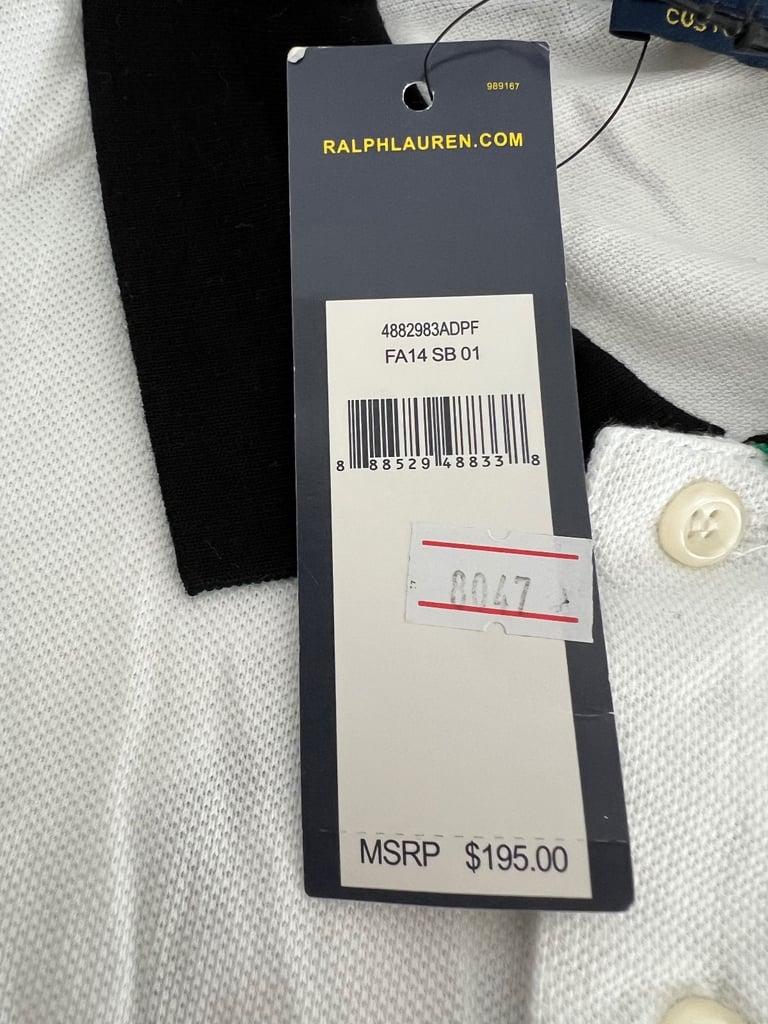 989167
RALPHLAUREN.COM
4882983ADPF
FA14 SB 01
8 88529 48833 8
8047
MSRP $195.00